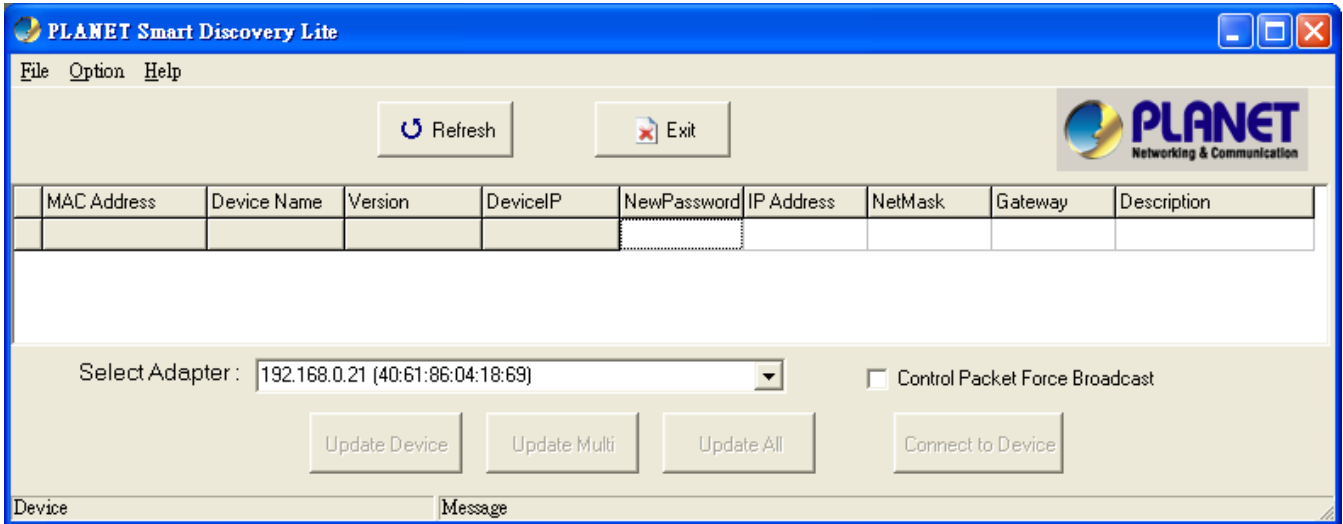 PLANET Smart Discovery Lite
File Option Help
Refresh Exit
PLANET
Networking & Communication
MAC Address Device Name Version DeviceIP NewPassword IP Address NetMask Gateway Description
Select Adapter : 192.168.0.21 (40:61:86:04:18:69) Control Packet Force Broadcast
Update Device Update Multi Update All Connect to Device
Device Message